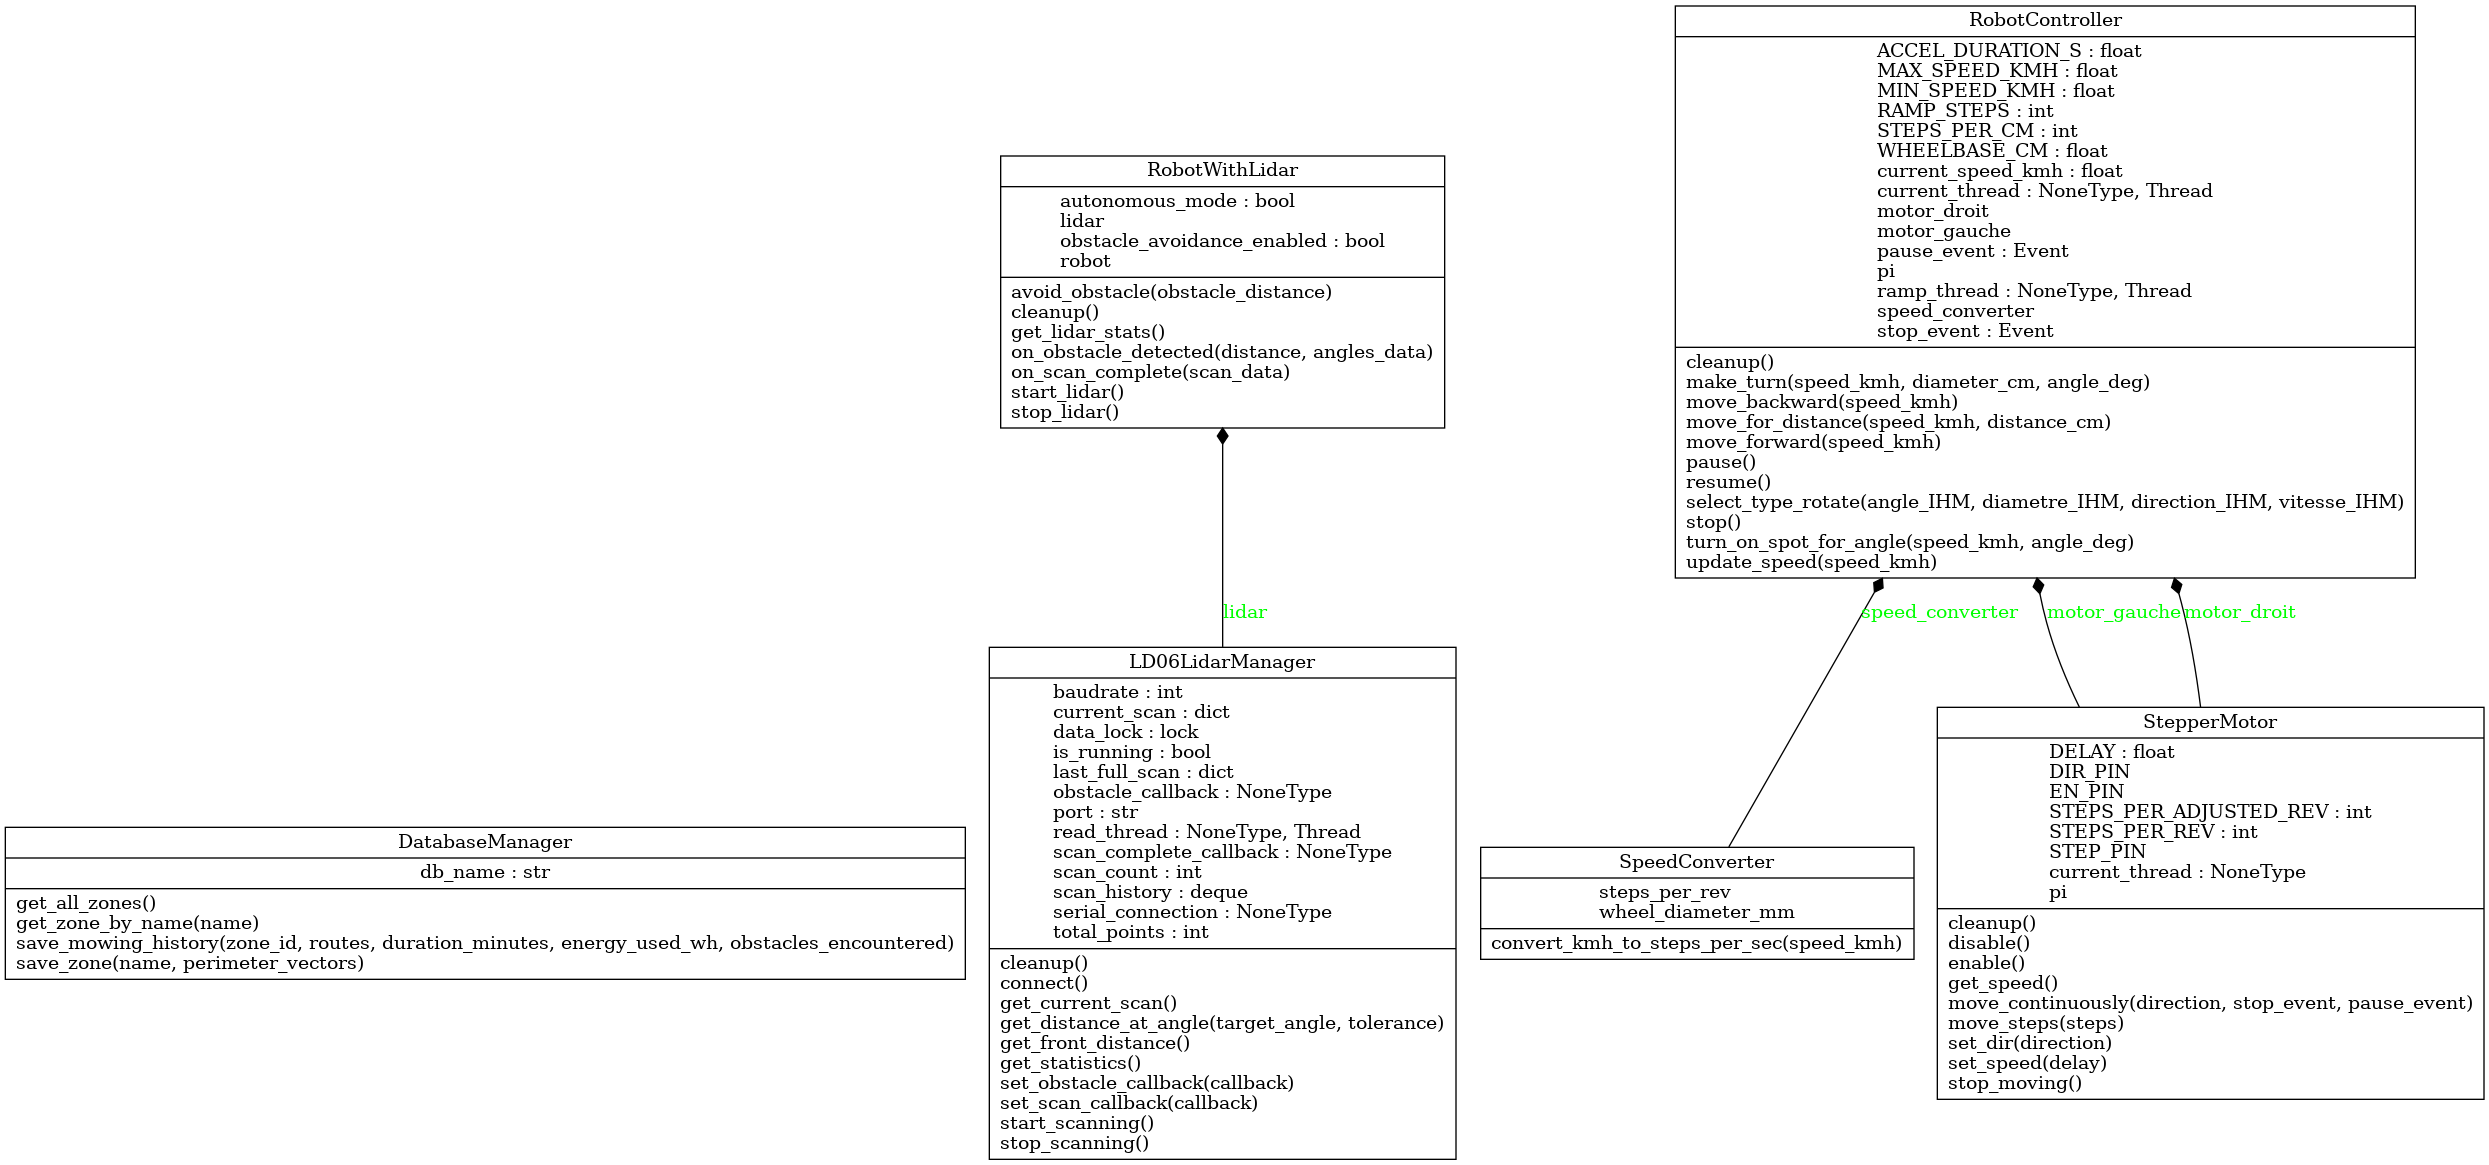 RobotController
ACCEL_DURATION_S : float
MAX_SPEED_KMH : float
MIN_SPEED_KMH : float
RAMP_STEPS : int
STEPS_PER_CM : int
WHEELBASE_CM : float
current_speed_kmh : float
current_thread : NoneType, Thread
motor_droit
motor_gauche
pause_event : Event
pi
ramp_thread : NoneType, Thread
speed_converter
stop_event : Event
cleanup()
make_turn(speed_kmh, diameter_cm, angle_deg)
move_backward(speed_kmh)
move_for_distance(speed_kmh, distance_cm)
move_forward(speed_kmh)
pause()
resume()
select_type_rotate(angle_IHM, diametre_IHM, direction_IHM, vitesse_IHM)
stop()
turn_on_spot_for_angle(speed_kmh, angle_deg)
update_speed(speed_kmh)
RobotWithLidar
autonomous_mode : bool
lidar
obstacle_avoidance_enabled : bool
robot
avoid_obstacle(obstacle_distance)
cleanup()
get_lidar_stats()
on_obstacle_detected(distance, angles_data)
on_scan_complete(scan_data)
start_lidar()
stop_lidar()
lidar
speed_converter
motor_gauche
motor_droit
DatabaseManager
db_name : str
get_all_zones()
get_zone_by_name(name)
save_mowing_history(zone_id, routes, duration_minutes, energy_used_wh, obstacles_encountered)
save_zone(name, perimeter_vectors)
LD06LidarManager
baudrate : int
current_scan : dict
data_lock : lock
is_running : bool
last_full_scan : dict
obstacle_callback : NoneType
port : str
read_thread : NoneType, Thread
scan_complete_callback : NoneType
scan_count : int
scan_history : deque
serial_connection : NoneType
total_points : int
cleanup()
connect()
get_current_scan()
get_distance_at_angle(target_angle, tolerance)
get_front_distance()
get_statistics()
set_obstacle_callback(callback)
set_scan_callback(callback)
start_scanning()
stop_scanning()
SpeedConverter
steps_per_rev
wheel_diameter_mm
convert_kmh_to_steps_per_sec(speed_kmh)
StepperMotor
DELAY : float
DIR_PIN
EN_PIN
STEPS_PER_ADJUSTED_REV : int
STEPS_PER_REV : int
STEP_PIN
current_thread : NoneType
pi
cleanup()
disable()
enable()
get_speed()
move_continuously(direction, stop_event, pause_event)
move_steps(steps)
set_dir(direction)
set_speed(delay)
stop_moving()